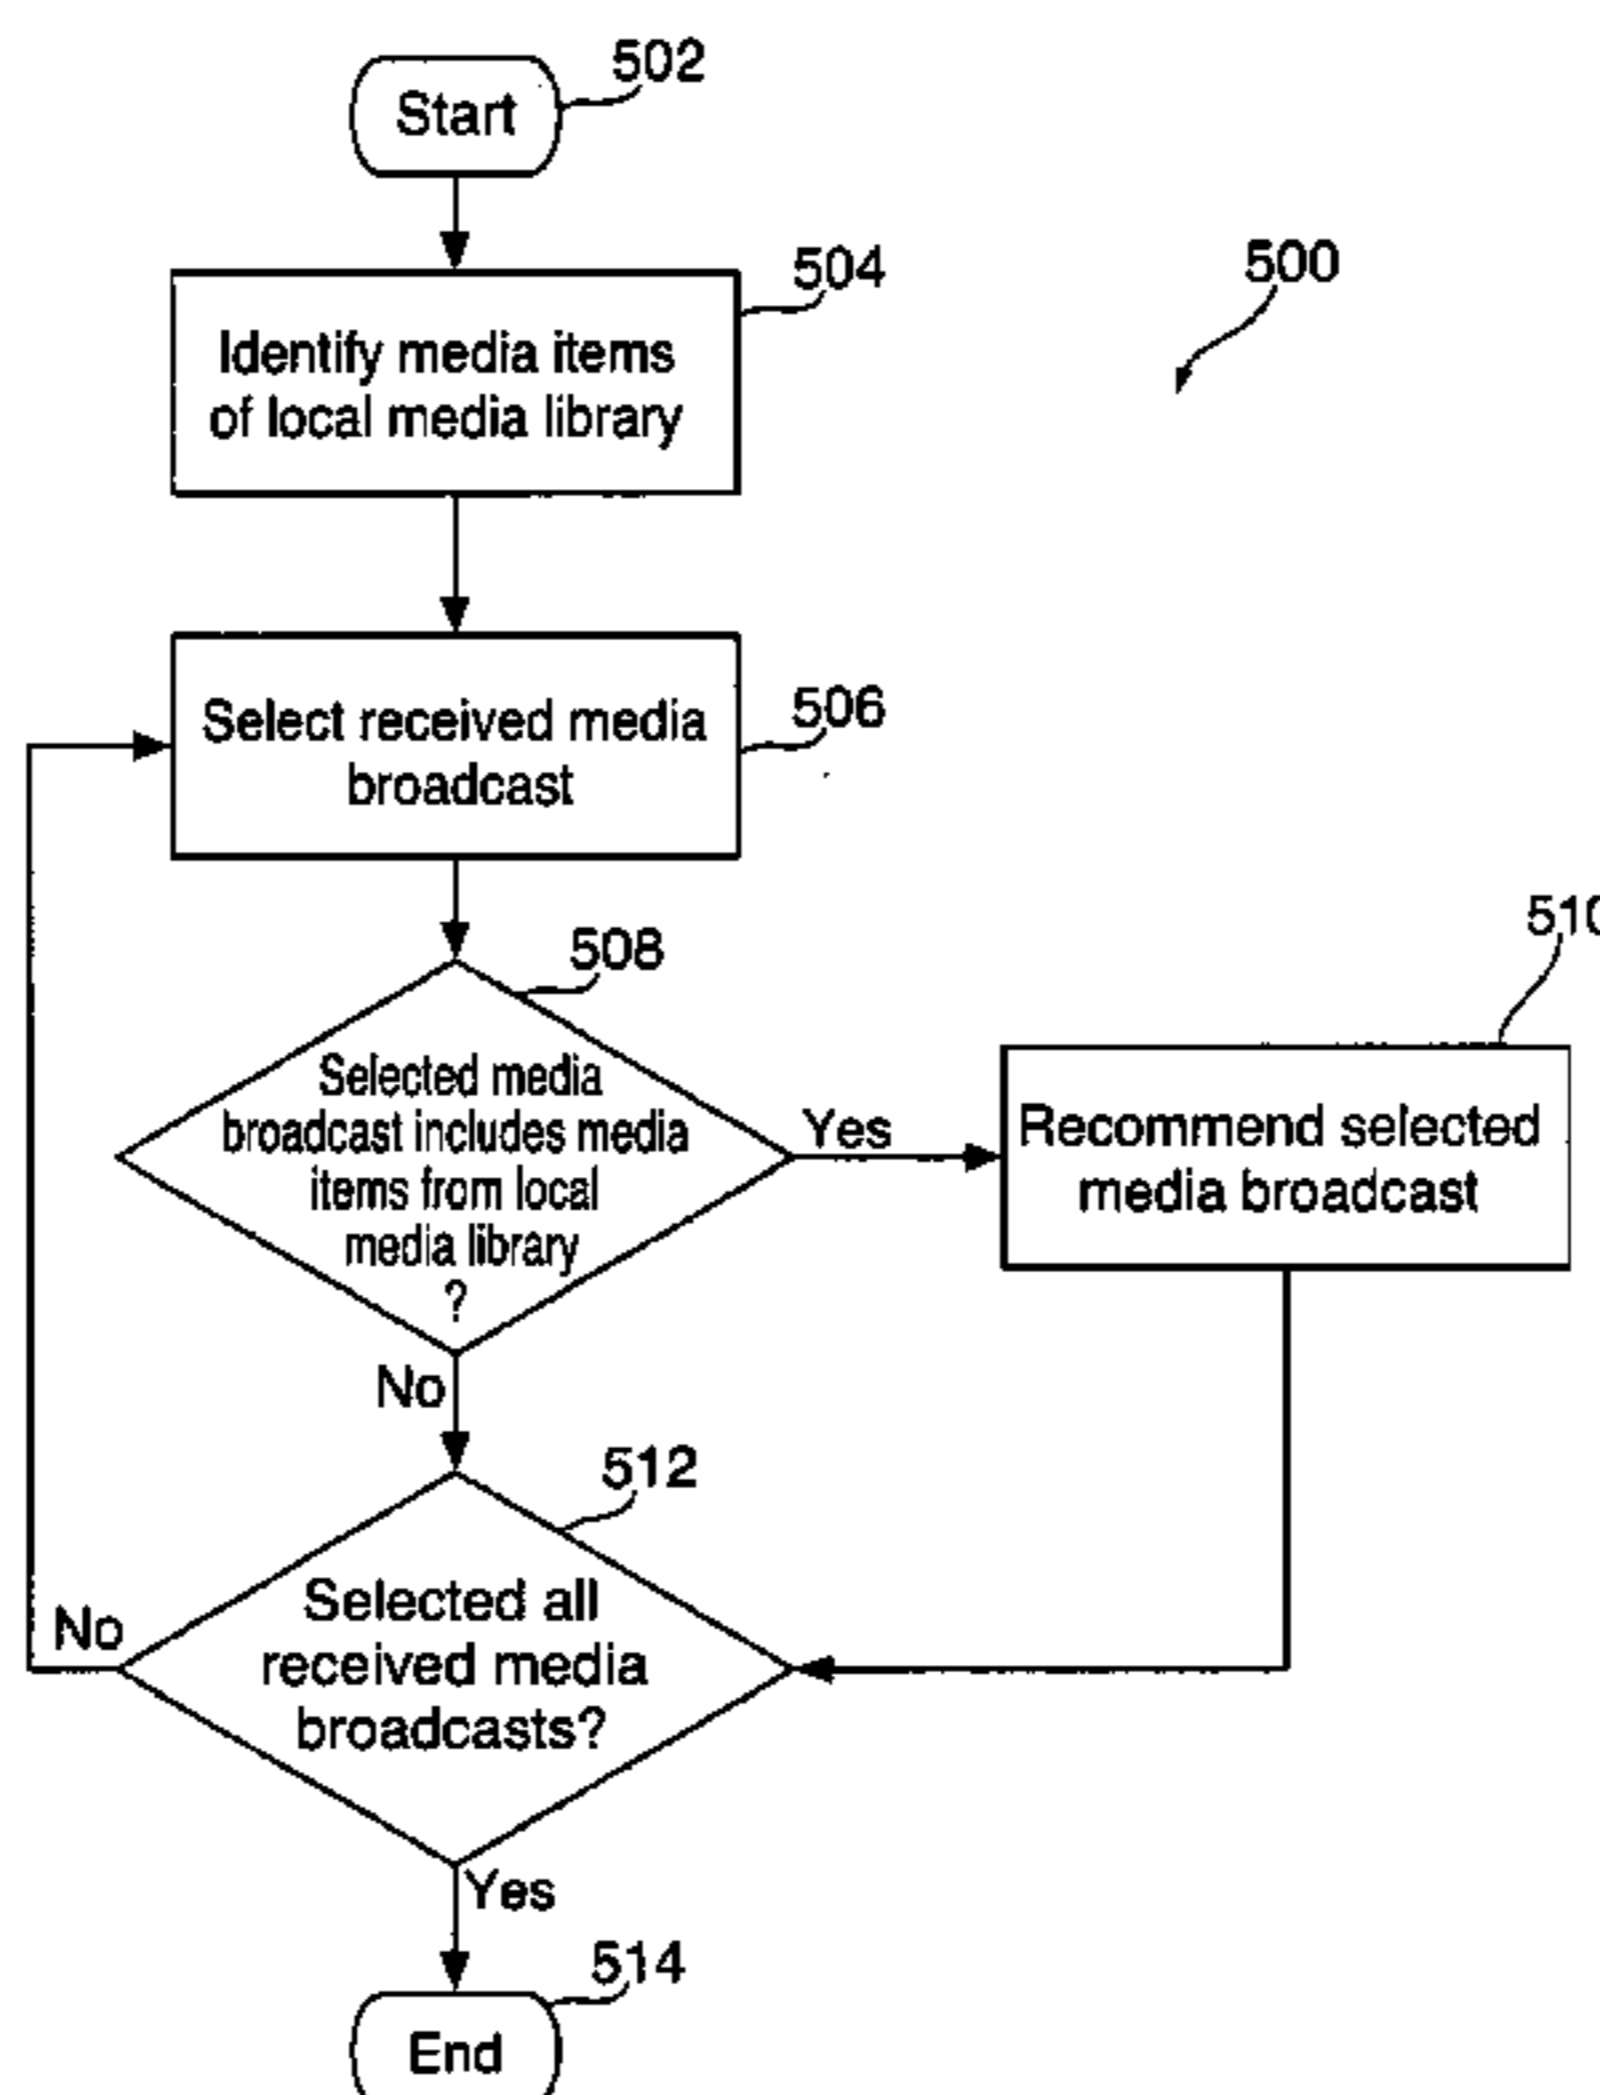 502
Start
504
500
Identify media items
of local media library
506
Select received media
broadcast
510
508
Selected media
broadcast includes media
items from local
media library
?
Yes
Recommend selected
media broadcast
No
512
Selected all
received media
broadcasts?
No
Yes
514
End